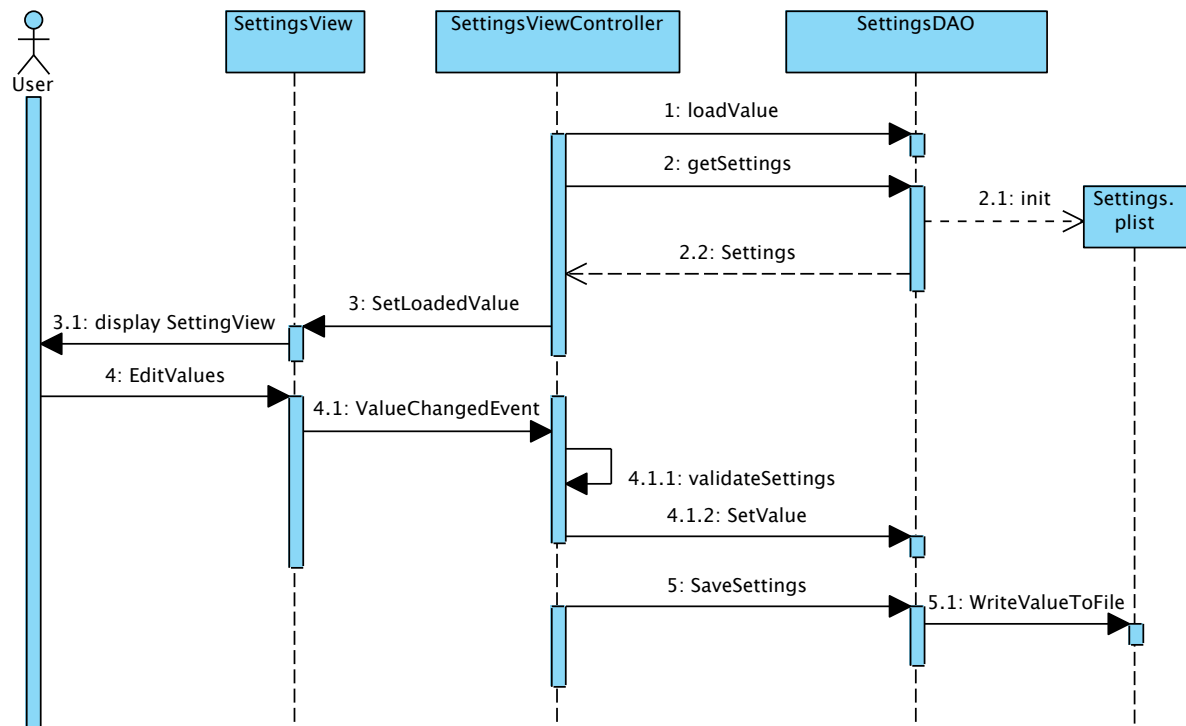 User
SettingsView
SettingsViewController
SettingsDAO
1: loadValue
2: getSettings
2.1: init
Settings.
plist
2.2: Settings
3: SetLoadedValue
3.1: display SettingView
4: EditValues
4.1: ValueChangedEvent
4.1.1: validateSettings
4.1.2: SetValue
5: SaveSettings
5.1: WriteValueToFile